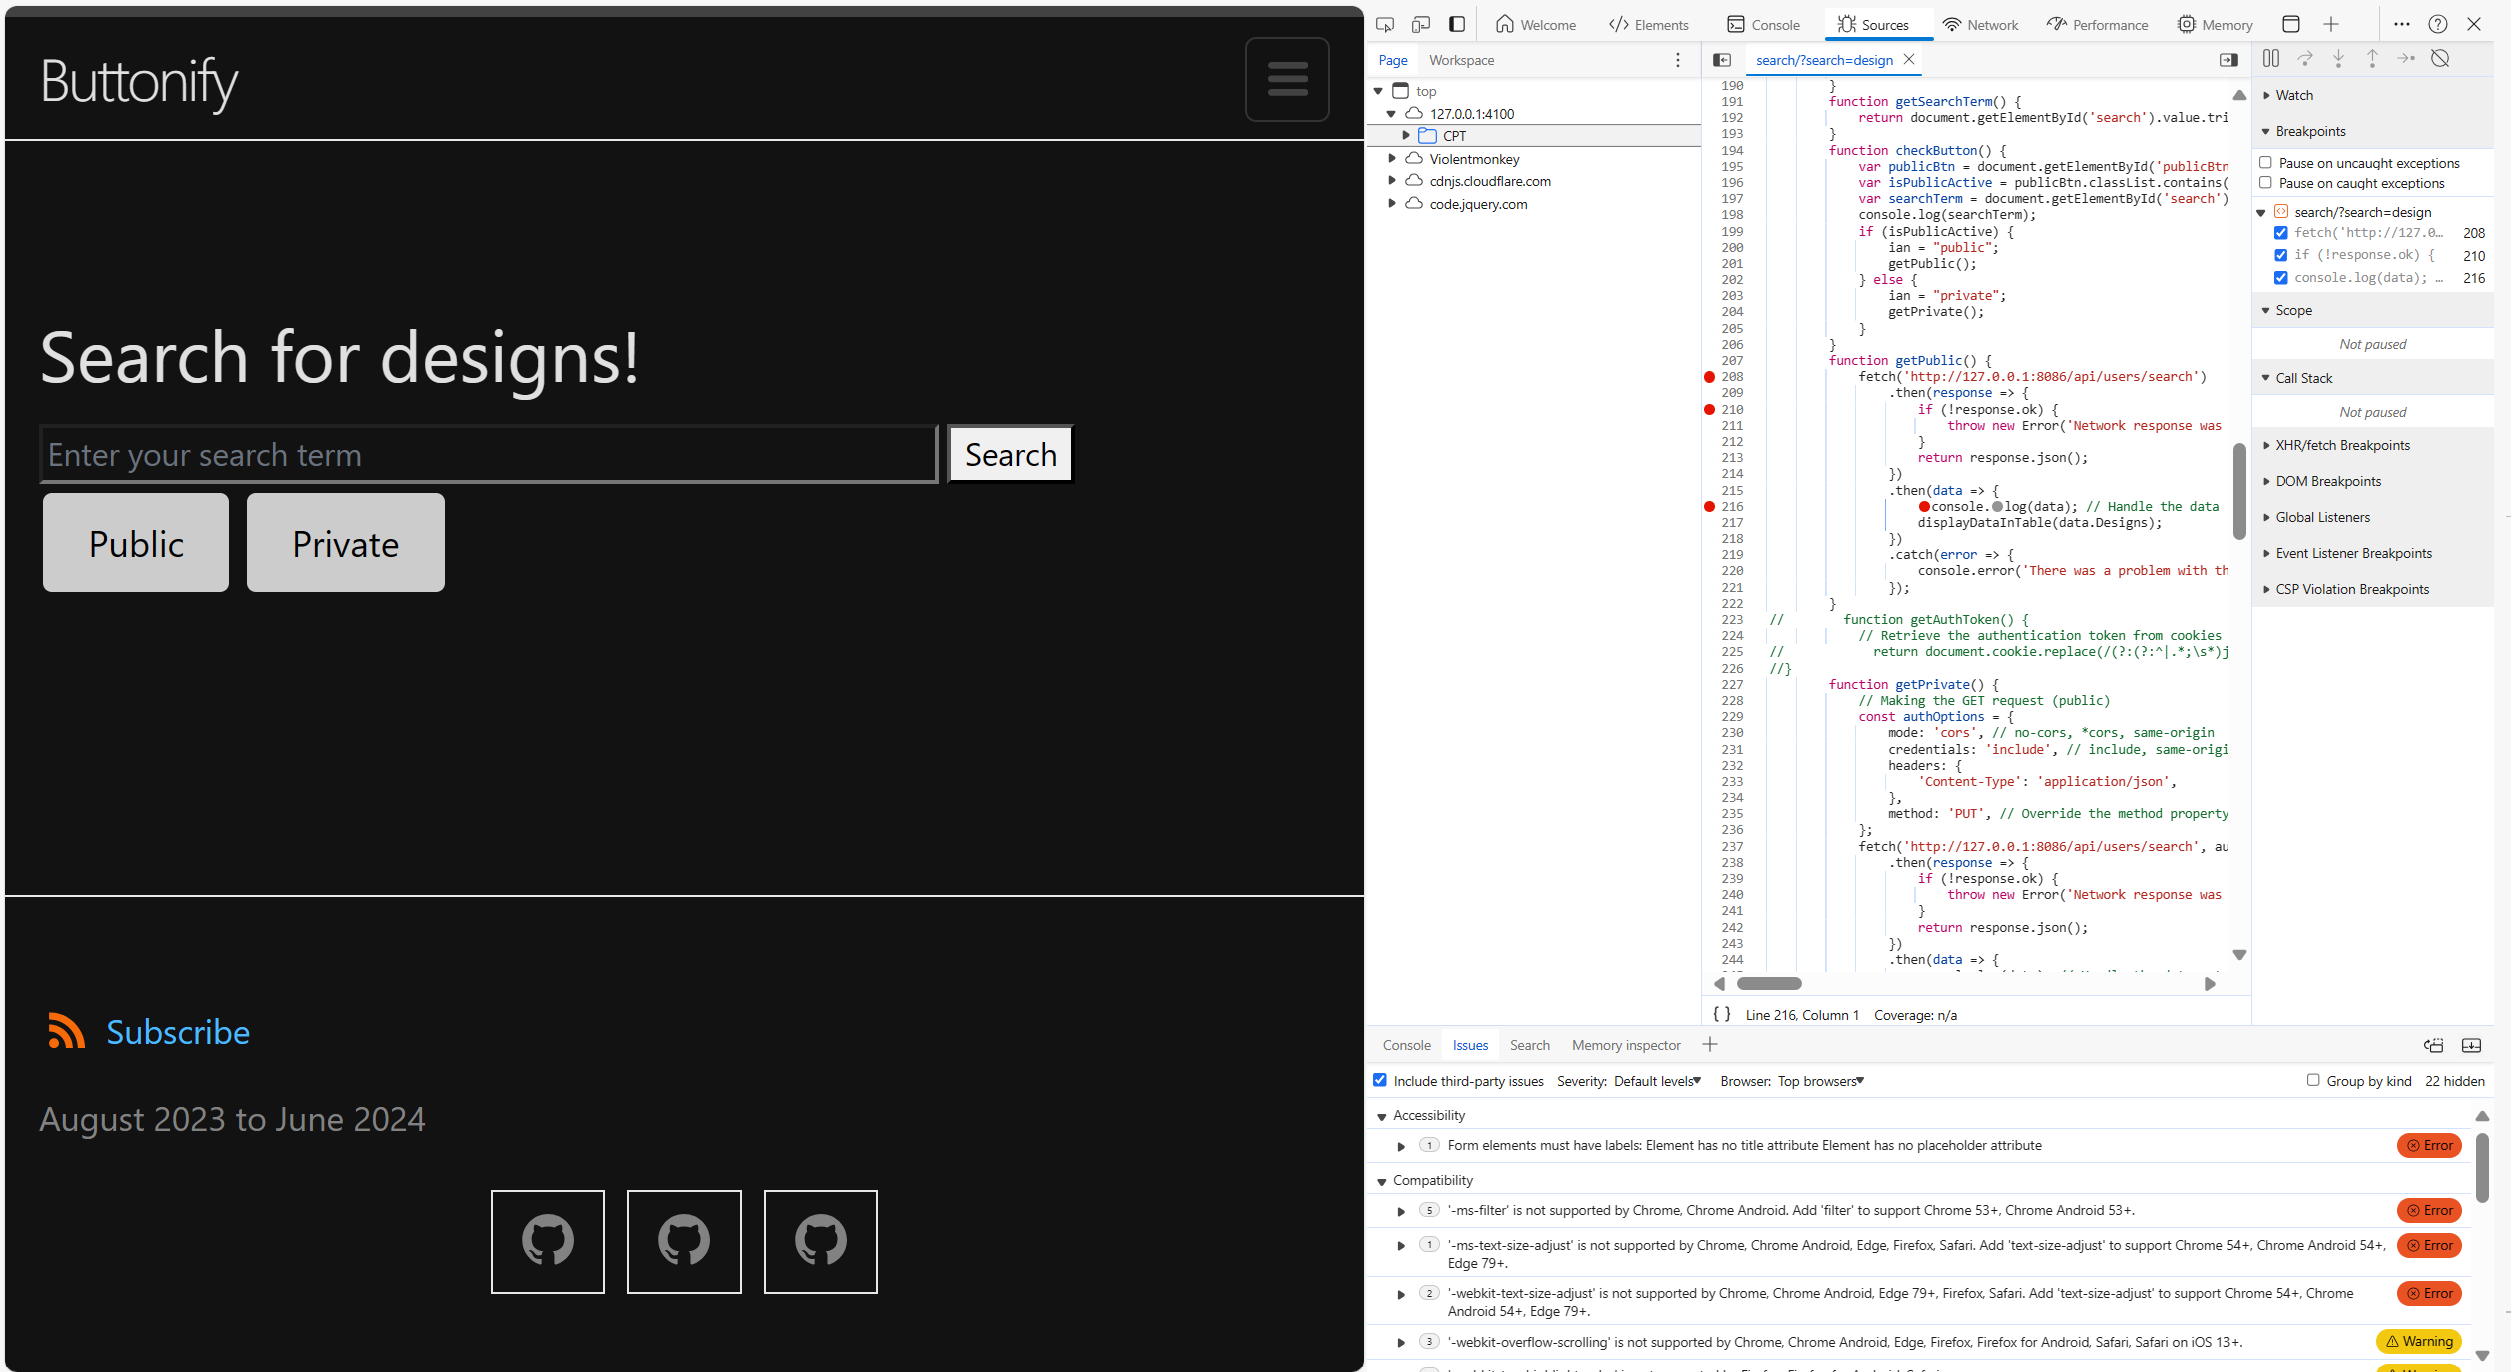 Buttonify
Search for designs!
Enter your search term
Search
Public
Private
Subscribe
August 2023 to June 2024
Welcome
</> Elements
Console
Sources
Network
Performance
Memory
Page
Workspace
search/?search=design
top
127.0.0.1:4100
CPT
Violentmonkey
cdnjs.cloudflare.com
code.jquery.com
190 }
191 function getSearchTerm() {
192 return document.getElementById('search').value.tri
193 }
194 function checkButton() {
195 var publicBtn = document.getElementById('publicBtn
196 var isPublicActive = publicBtn.classList.contains(
197 var searchTerm = document.getElementById('search')
198 console.log(searchTerm);
199 if (isPublicActive) {
200 ian = "public";
201 getPublic();
202 } else {
203 ian = "private";
204 getPrivate();
205 }
206 }
207 function getPublic() {
208 fetch('http://127.0.0.1:8086/api/users/search')
209 .then(response => {
210 if (!response.ok) {
211 throw new Error('Network response was
212 }
213 return response.json();
214 })
215 .then(data => {
216 console.log(data); // Handle the data
217 displayDataInTable(data.Designs);
218 })
219 .catch(error => {
220 console.error('There was a problem with th
221 });
222 }
223 // function getAuthToken() {
224 // Retrieve the authentication token from cookies
225 // return document.cookie.replace(/(?:(?:^|.*;\s*)j
226 //}
227 function getPrivate() {
228 // Making the GET request (public)
229 const authOptions = {
230 mode: 'cors', // no-cors, *cors, same-origin
231 credentials: 'include', // include, same-origi
232 headers: {
233 'Content-Type': 'application/json',
234 },
235 method: 'PUT', // Override the method property
236 };
237 fetch('http://127.0.0.1:8086/api/users/search', au
238 .then(response => {
239 if (!response.ok) {
240 throw new Error('Network response was
241 }
242 return response.json();
243 })
244 .then(data => {
{ } Line 216, Column 1 Coverage: n/a
Watch
Breakpoints
Pause on uncaught exceptions
Pause on caught exceptions
search/?search=design
fetch('http://127.0… 208
if (!response.ok) { 210
console.log(data); … 216
Scope
Not paused
Call Stack
Not paused
XHR/fetch Breakpoints
DOM Breakpoints
Global Listeners
Event Listener Breakpoints
CSP Violation Breakpoints
Console
Issues
Search
Memory inspector
Include third-party issues Severity: Default levels Browser: Top browsers Group by kind 22 hidden
Accessibility
1 Form elements must have labels: Element has no title attribute Element has no placeholder attribute Error
Compatibility
5 '-ms-filter' is not supported by Chrome, Chrome Android. Add 'filter' to support Chrome 53+, Chrome Android 53+. Error
1 '-ms-text-size-adjust' is not supported by Chrome, Chrome Android, Edge, Firefox, Safari. Add 'text-size-adjust' to support Chrome 54+, Chrome Android 54+, Error
Edge 79+.
2 '-webkit-text-size-adjust' is not supported by Chrome, Chrome Android, Edge 79+, Firefox, Safari. Add 'text-size-adjust' to support Chrome 54+, Chrome Error
Android 54+, Edge 79+.
3 '-webkit-overflow-scrolling' is not supported by Chrome, Chrome Android, Edge, Firefox, Firefox for Android, Safari, Safari on iOS 13+. Warning